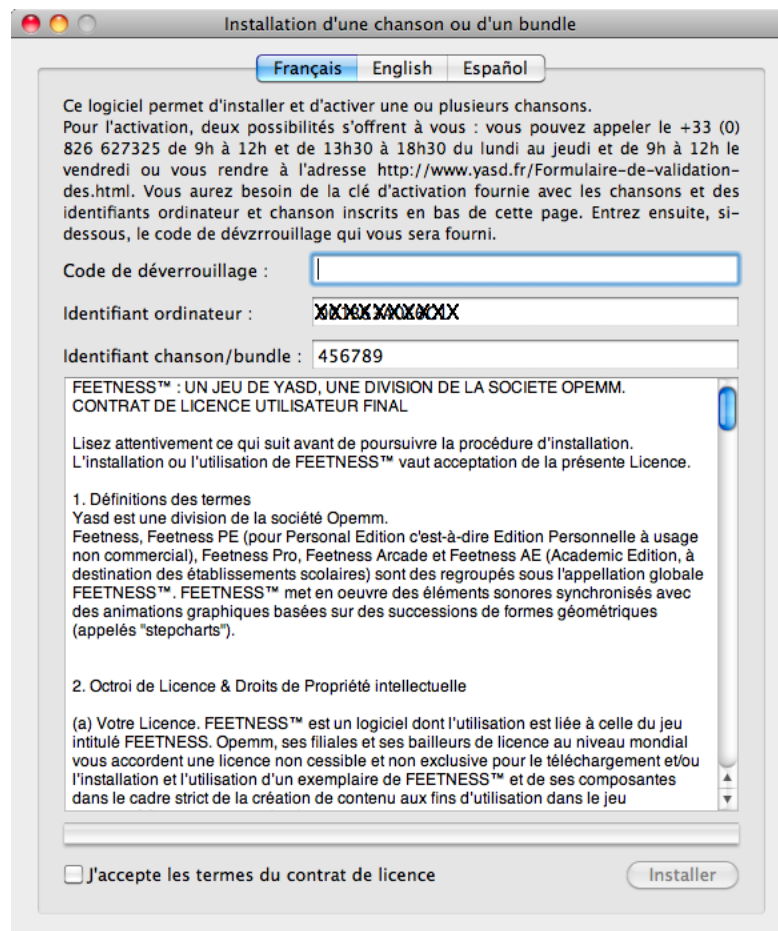 Installation d'une chanson ou d'un bundle
Français English Español
Ce logiciel permet d'installer et d'activer une ou plusieurs chansons.
Pour l'activation, deux possibilités s'offrent à vous : vous pouvez appeler le +33 (0)
826 627325 de 9h à 12h et de 13h30 à 18h30 du lundi au jeudi et de 9h à 12h le
vendredi ou vous rendre à l'adresse http://www.yasd.fr/Formulaire-de-validation-
des.html. Vous aurez besoin de la clé d'activation fournie avec les chansons et des
identifiants ordinateur et chanson inscrits en bas de cette page. Entrez ensuite, si-
dessous, le code de dévzrrouillage qui vous sera fourni.
Code de déverrouillage :
Identifiant ordinateur :
Identifiant chanson/bundle : 456789
FEETNESS™ : UN JEU DE YASD, UNE DIVISION DE LA SOCIETE OPEMM.
CONTRAT DE LICENCE UTILISATEUR FINAL
Lisez attentivement ce qui suit avant de poursuivre la procédure d'installation.
L'installation ou l'utilisation de FEETNESS™ vaut acceptation de la présente Licence.
1. Définitions des termes
Yasd est une division de la société Opemm.
Feetness, Feetness PE (pour Personal Edition c'est-à-dire Edition Personnelle à usage
non commercial), Feetness Pro, Feetness Arcade et Feetness AE (Academic Edition, à
destination des établissements scolaires) sont des regroupés sous l'appellation globale
FEETNESS™. FEETNESS™ met en oeuvre des éléments sonores synchronisés avec
des animations graphiques basées sur des successions de formes géométriques
(appelés "stepcharts").
2. Octroi de Licence & Droits de Propriété intellectuelle
(a) Votre Licence. FEETNESS™ est un logiciel dont l'utilisation est liée à celle du jeu
intitulé FEETNESS. Opemm, ses filiales et ses bailleurs de licence au niveau mondial
vous accordent une licence non cessible et non exclusive pour le téléchargement et/ou
l'installation et l'utilisation d'un exemplaire de FEETNESS™ et de ses composantes
dans le cadre strict de la création de contenu aux fins d'utilisation dans le jeu
J'accepte les termes du contrat de licence
Installer